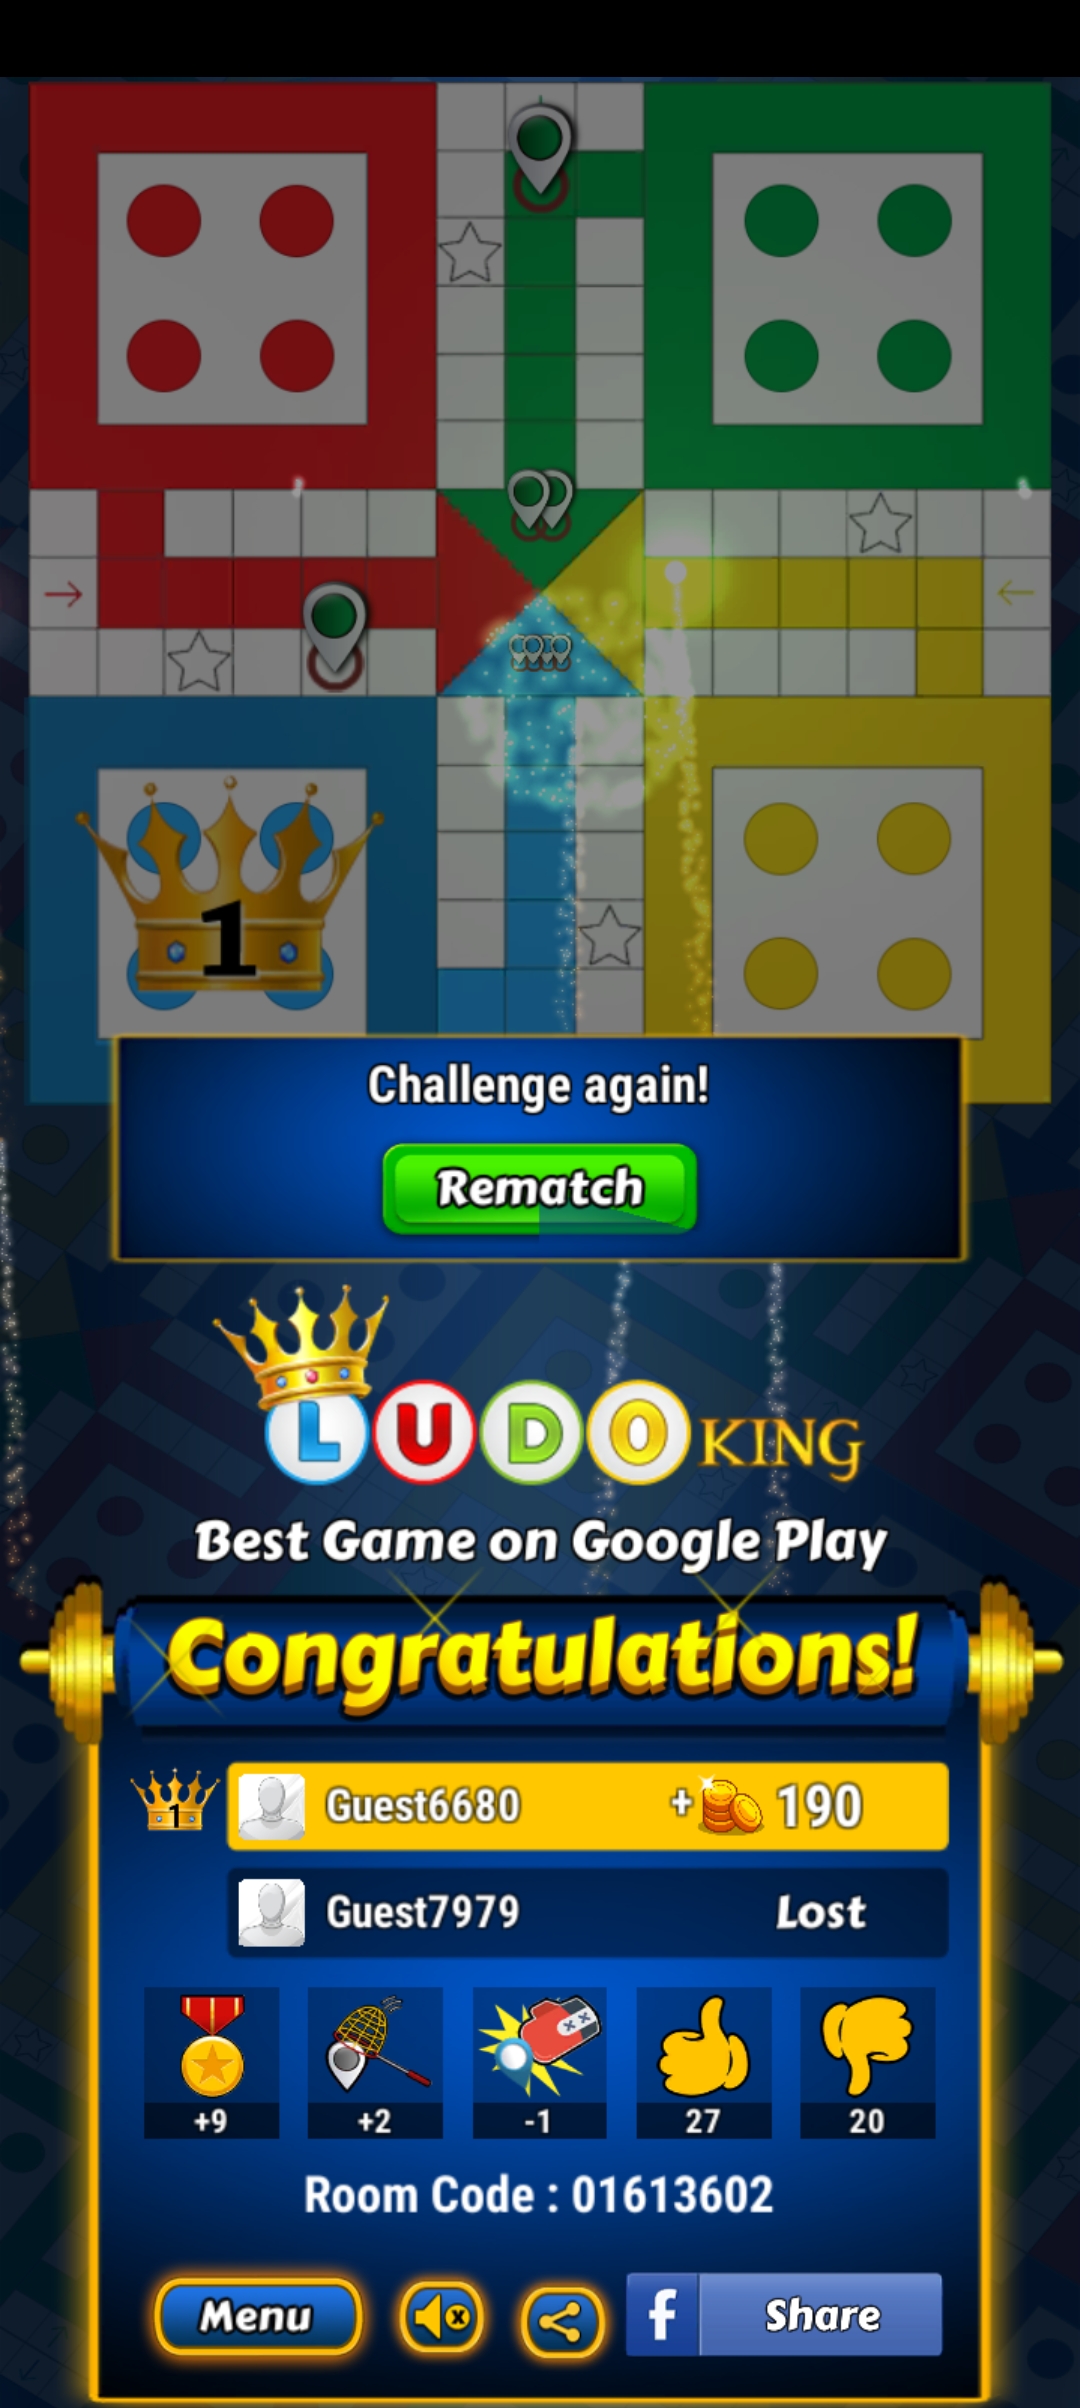 1
Challenge again!
Rematch
LUDO KING
Best Game on Google Play
Congratulations!
1 Guest6680 + 190
Guest7979 Lost
+9 +2 -1 27 20
Room Code : 01613602
Menu x f Share